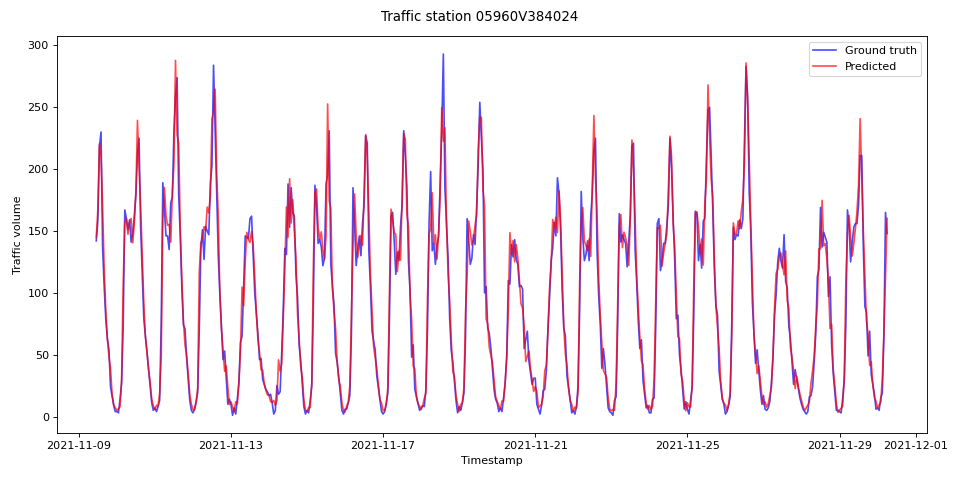 Traffic station 05960V384024
Ground truth
Predicted
Traffic volume
300
250
200
150
100
50
0
2021-11-09 2021-11-13 2021-11-17 2021-11-21 2021-11-25 2021-11-29 2021-12-01
Timestamp